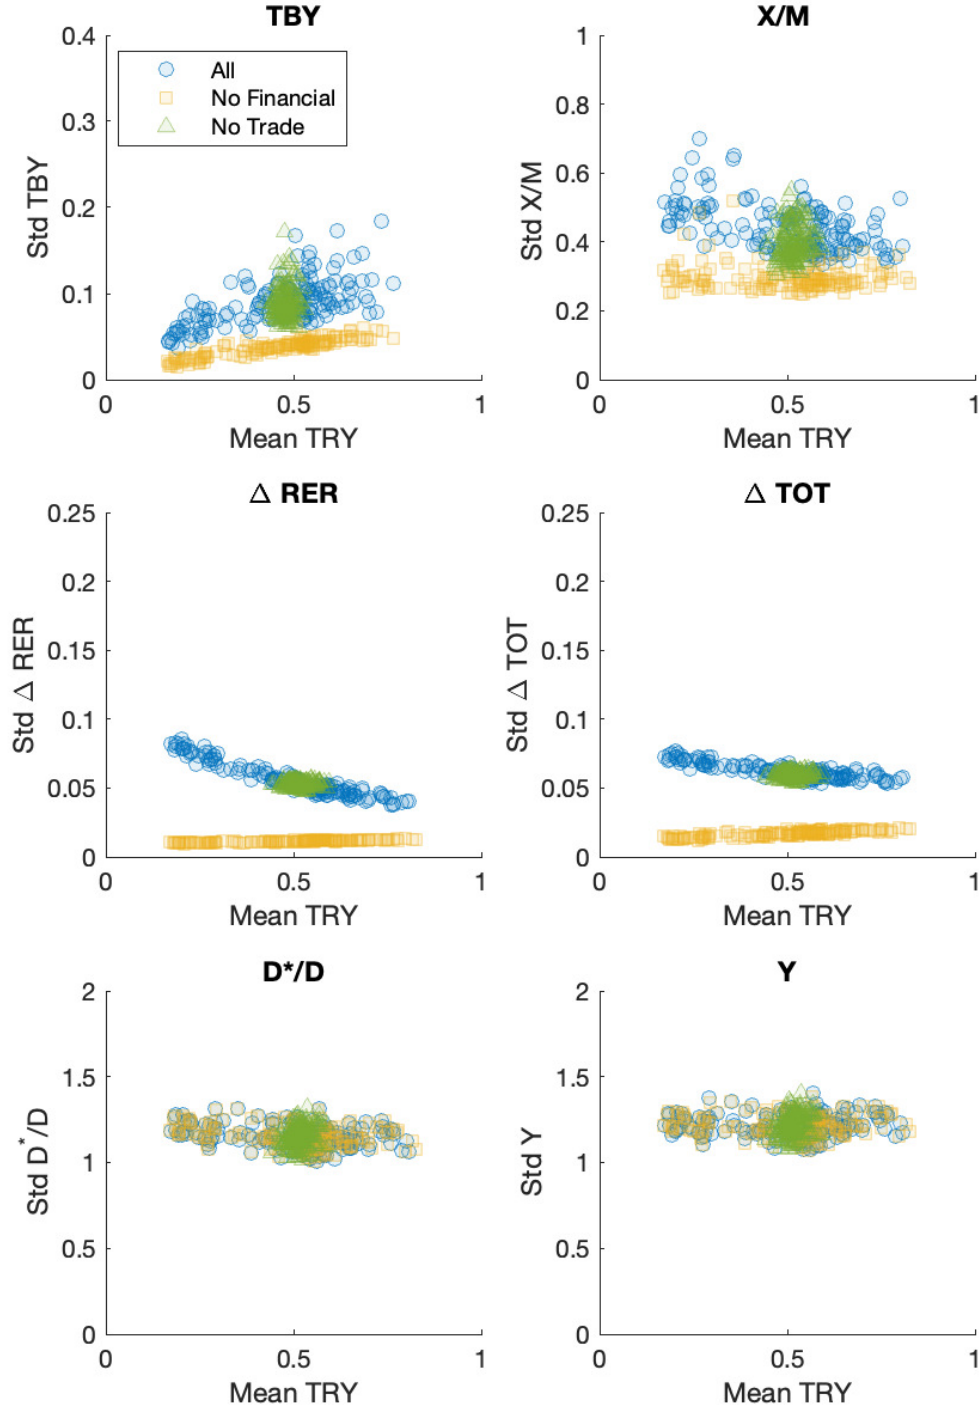 TBY
X/M
0.4
0.3
0.2
0.1
0
Std TBY
All
No Financial
No Trade
0
0.5
1
Mean TRY
1
0.8
0.6
0.4
0.2
0
Std X/M
0
0.5
1
Mean TRY
Δ RER
Δ TOT
0.25
0.2
0.15
0.1
0.05
0
Std Δ RER
0
0.5
1
Mean TRY
0.25
0.2
0.15
0.1
0.05
0
Std Δ TOT
0
0.5
1
Mean TRY
D*/D
Y
2
1.5
1
0.5
0
Std D*/D
0
0.5
1
Mean TRY
2
1.5
1
0.5
0
Std Y
0
0.5
1
Mean TRY